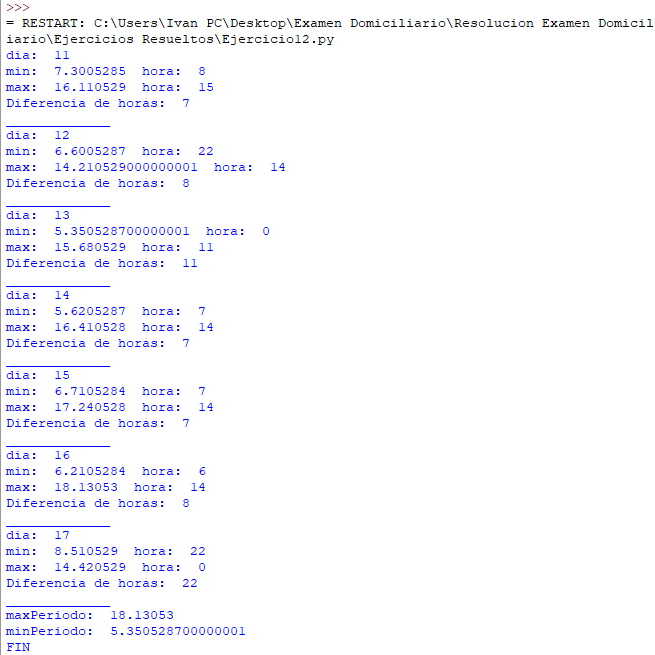 >>>
= RESTART: C:\Users\Ivan PC\Desktop\Examen Domiciliario\Resolucion Examen Domicil
iario\Ejercicios Resueltos\Ejercicio12.py
dia:  11
min:  7.3005285  hora:  8
max:  16.110529  hora:  15
Diferencia de horas:  7
_____________
dia:  12
min:  6.6005287  hora:  22
max:  14.210529000000001  hora:  14
Diferencia de horas:  8
_____________
dia:  13
min:  5.350528700000001  hora:  0
max:  15.680529  hora:  11
Diferencia de horas:  11
_____________
dia:  14
min:  5.6205287  hora:  7
max:  16.410528  hora:  14
Diferencia de horas:  7
_____________
dia:  15
min:  6.7105284  hora:  7
max:  17.240528  hora:  14
Diferencia de horas:  7
_____________
dia:  16
min:  6.2105284  hora:  6
max:  18.13053  hora:  14
Diferencia de horas:  8
_____________
dia:  17
min:  8.510529  hora:  22
max:  14.420529  hora:  0
Diferencia de horas:  22
_____________
maxPeriodo:  18.13053
minPeriodo:  5.350528700000001
FIN